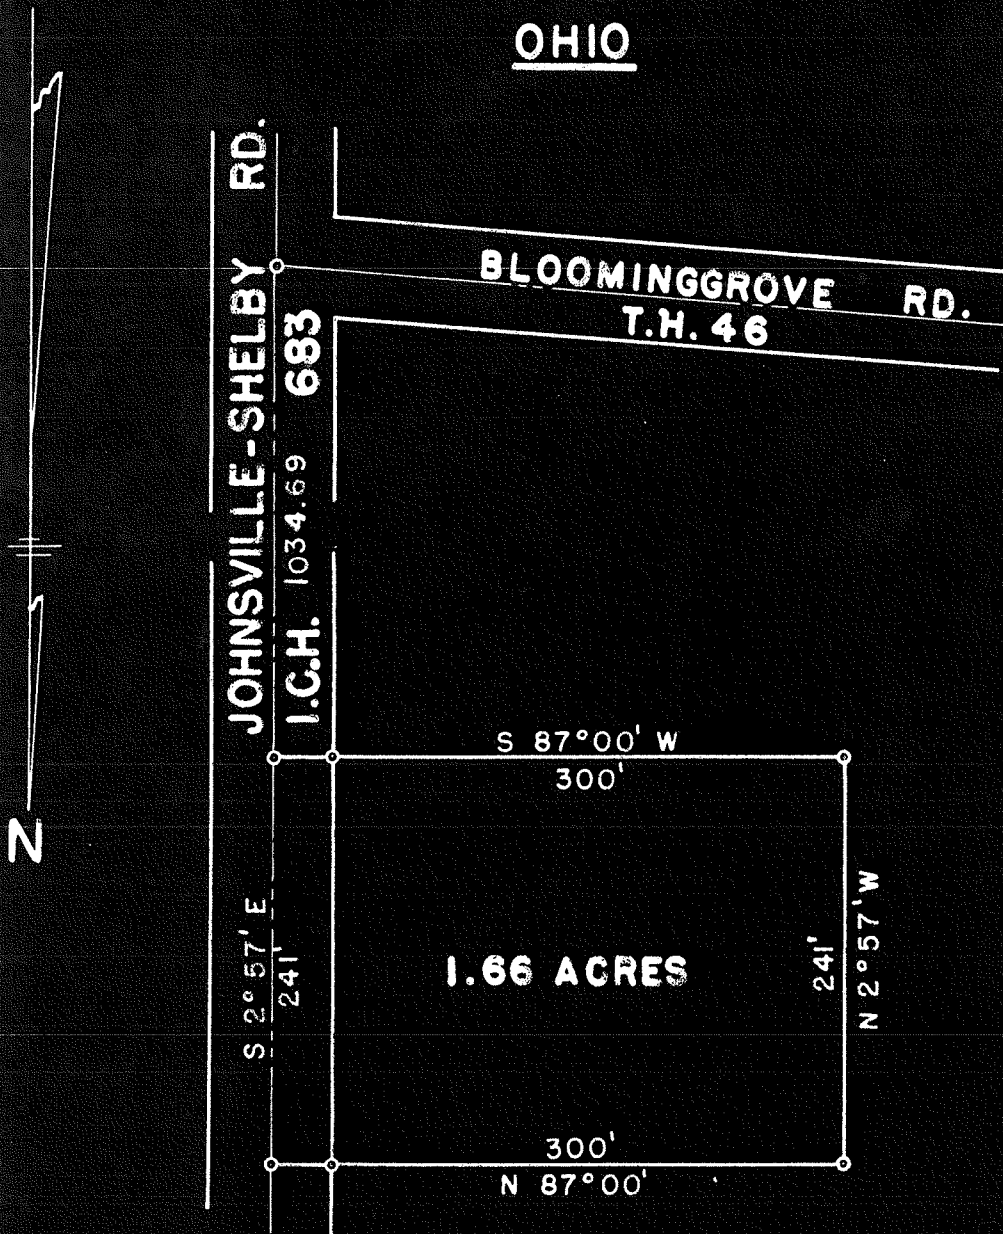 OHIO
JOHNSVILLE-SHELBY RD.
I.C.H. 683
1034.69
BLOOMINGGROVE RD.
T.H. 46
S 87°00' W
300'
N
S 2°57' E
241'
1.66 ACRES
241'
N 2°57' W
300'
N 87°00'